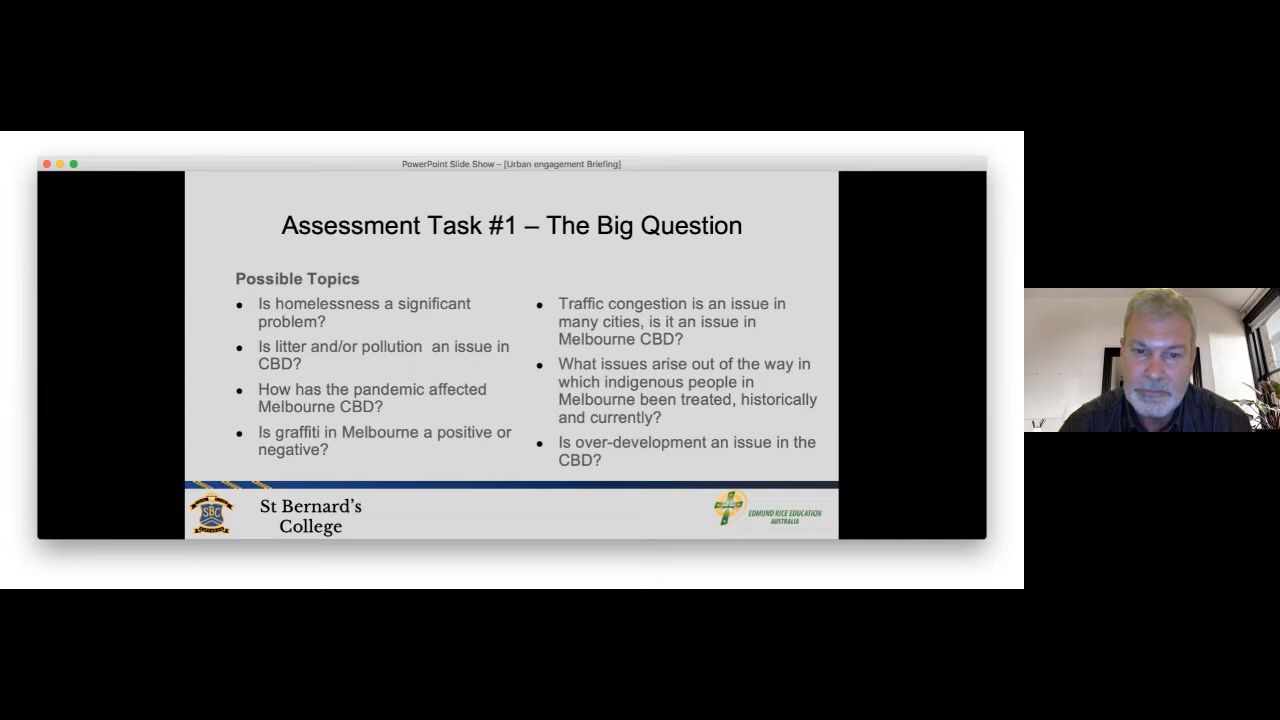 PowerPoint Slide Show – [Urban engagement Briefing]
Assessment Task #1 – The Big Question
Possible Topics
Is homelessness a significant
problem?
Is litter and/or pollution  an issue in
CBD?
How has the pandemic affected
Melbourne CBD?
Is graffiti in Melbourne a positive or
negative?
Traffic congestion is an issue in
many cities, is it an issue in
Melbourne CBD?
What issues arise out of the way in
which indigenous people in
Melbourne been treated, historically
and currently?
Is over-development an issue in the
CBD?
SBC
St Bernard's
College
EDMUND RICE EDUCATION
AUSTRALIA